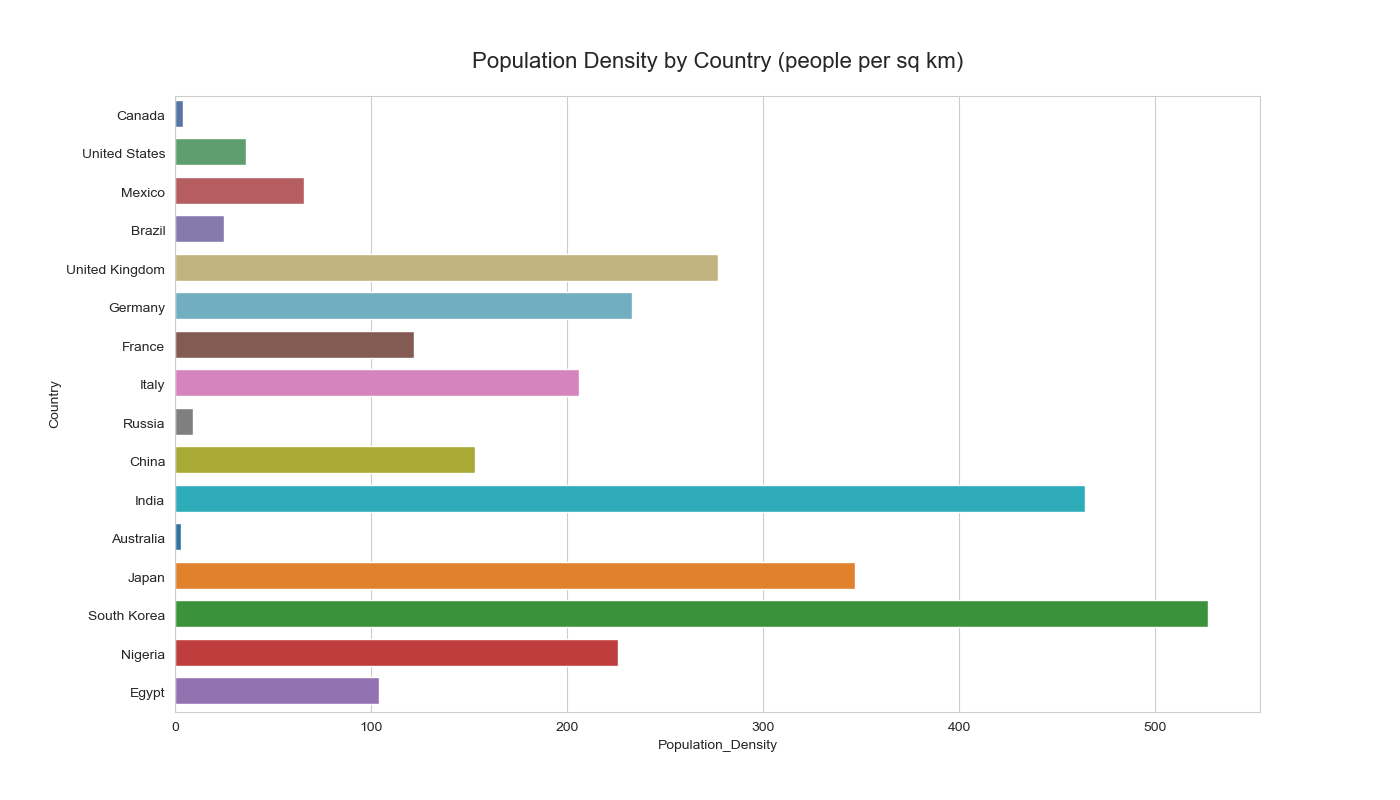 Population Density by Country (people per sq km)
Country
Canada
United States
Mexico
Brazil
United Kingdom
Germany
France
Italy
Russia
China
India
Australia
Japan
South Korea
Nigeria
Egypt
0 100 200 300 400 500
Population_Density